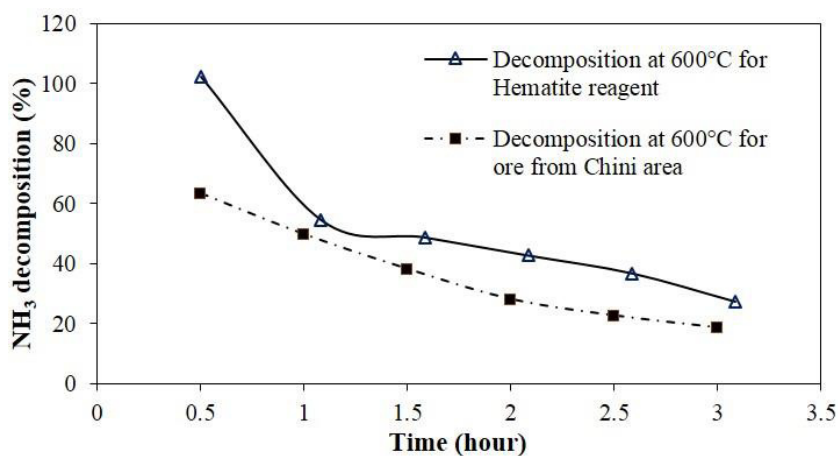 120
100
80
60
40
20
0
NH3 decomposition (%)
Decomposition at 600°C for
Hematite reagent
Decomposition at 600°C for
ore from Chini area
0 0.5 1 1.5 2 2.5 3 3.5
Time (hour)